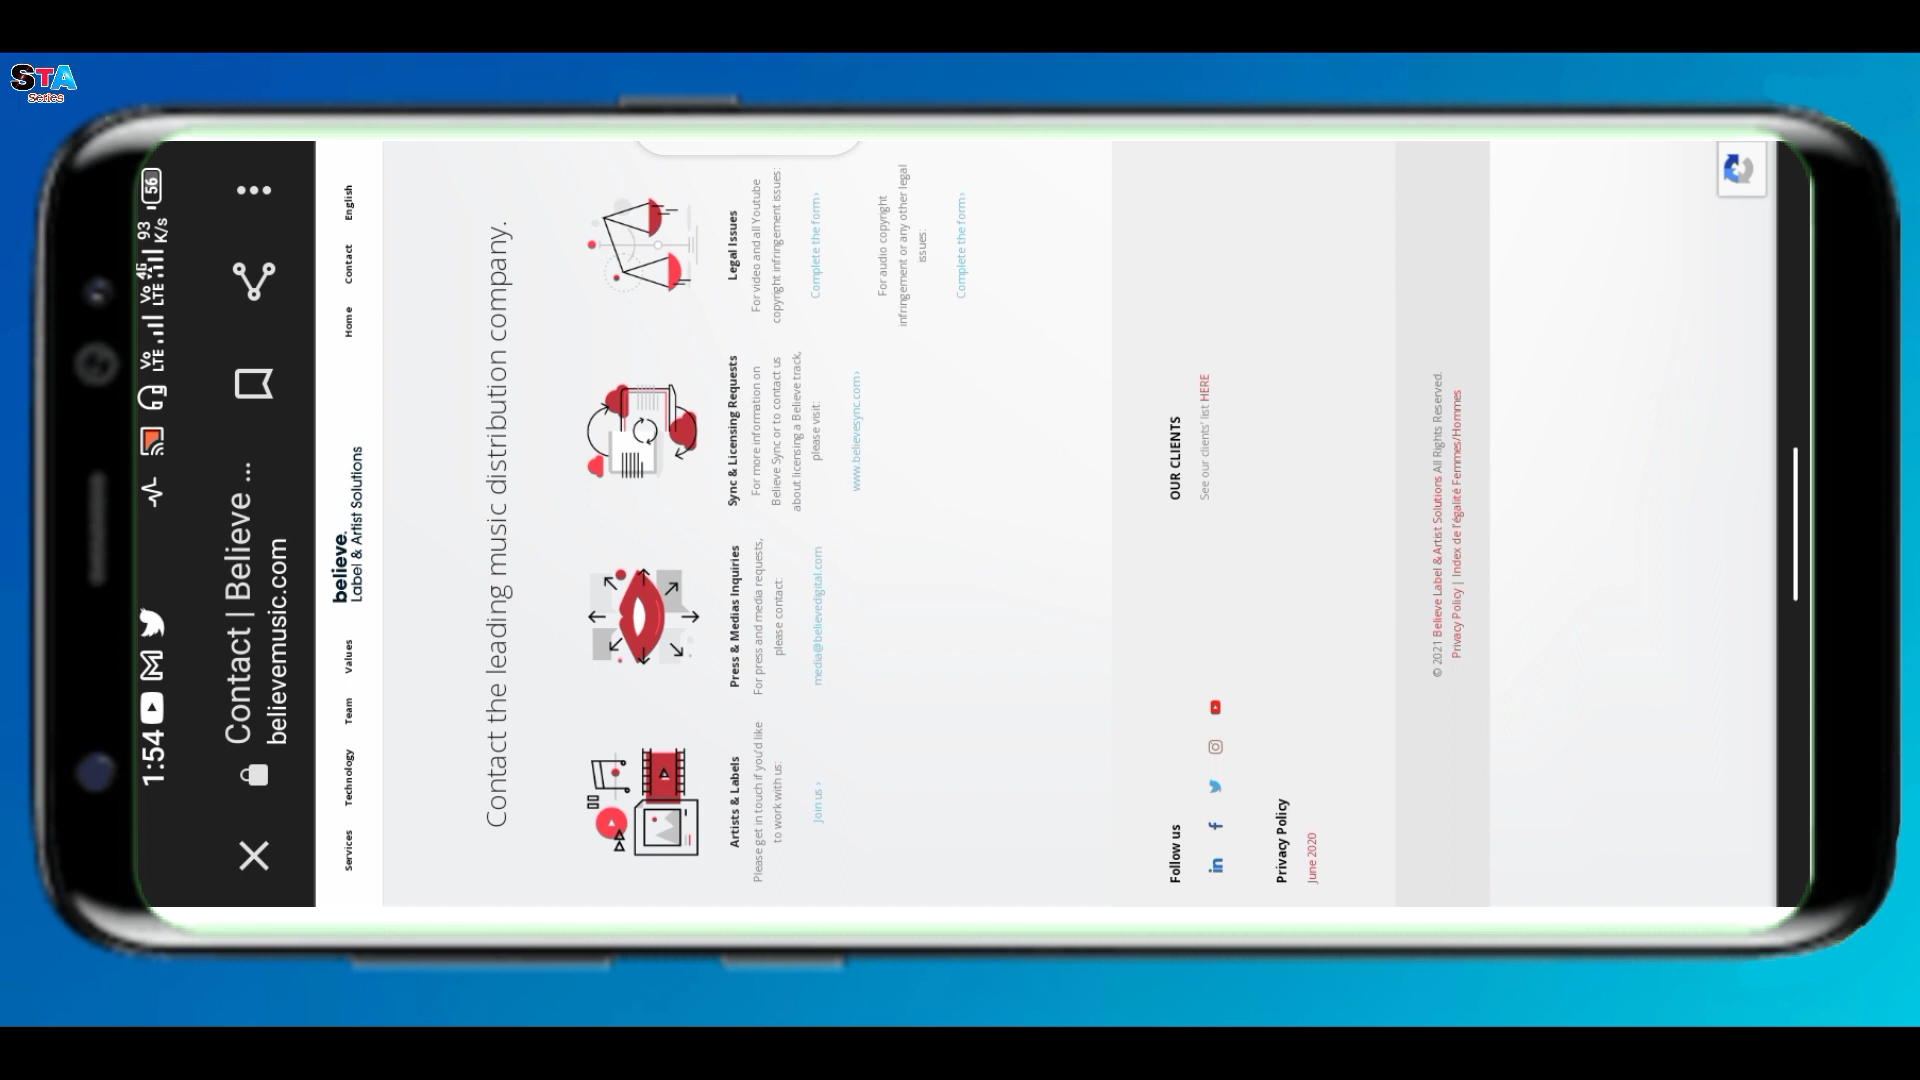 STA
Series
1:54
Vo
LTE
Vo
LTE
4G
93
K/s
56
Contact | Believe ...
believemusic.com
Services
Technology
Team
Values
believe.
Label & Artist Solutions
Home
Contact
English
Contact the leading music distribution company.
Artists & Labels
Please get in touch if you'd like
to work with us:
Join us ›
Press & Medias Inquiries
For press and media requests,
please contact:
media@believedigital.com
Sync & Licensing Requests
For more information on
Believe Sync or to contact us
about licensing a Believe track,
please visit:
www.believesync.com ›
Legal Issues
For video and all Youtube
copyright infringement issues:
Complete the form ›
For audio copyright
infringement or any other legal
issues:
Complete the form ›
Follow us
OUR CLIENTS
See our clients' list HERE
Privacy Policy
June 2020
© 2021 Believe Label & Artist Solutions All Rights Reserved.
Privacy Policy | Index de l'égalité Femmes/Hommes